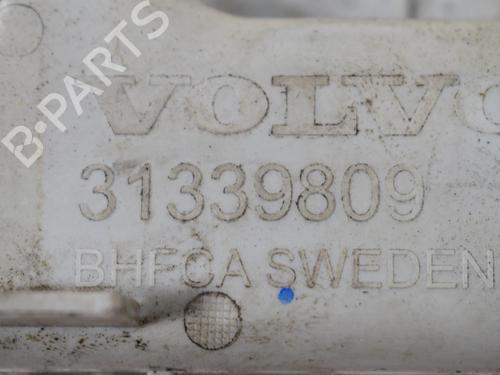 B-PARTS
VOLVO
31339809
BHFCA SWEDEN